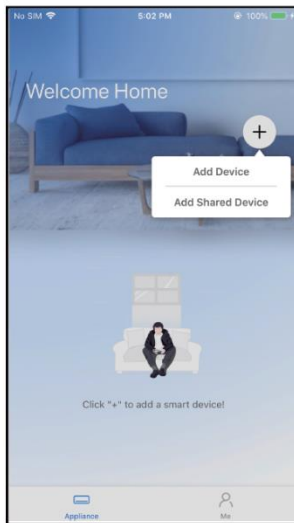 No SIM 5:02 PM 100%
Welcome Home
+
Add Device
Add Shared Device
Click "+" to add a smart device!
Appliance Me